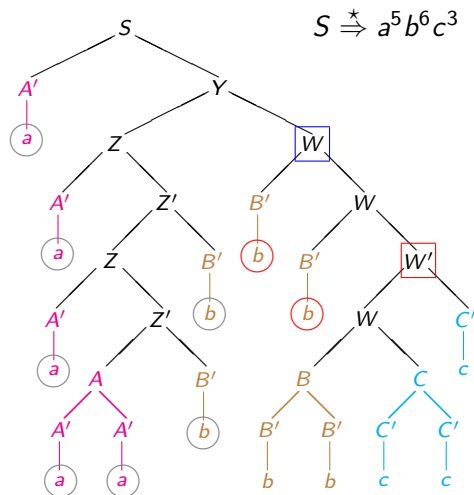 S ⋆⇒ a⁵b⁶c³
S
A′ Y
a Z W
A′ Z′ B′ W
a Z B′ b B′ W′
A′ Z′ b b W C′
a A B′ B C c
A′ A′ b B′ B′ C′ C′
a a b b c c